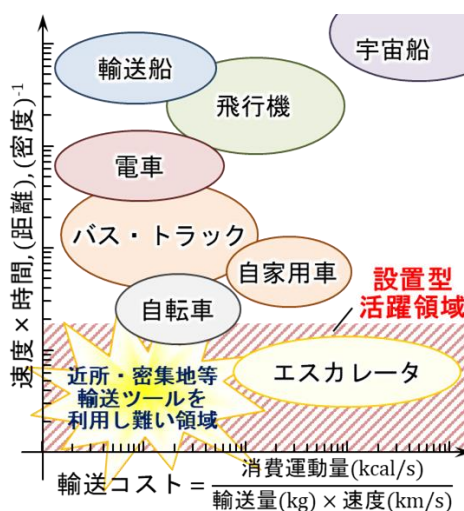 宇宙船
輸送船
飛行機
電車
バス・トラック
自家用車
自転車
設置型
活躍領域
エスカレータ
近所・密集地等
輸送ツールを
利用し難い領域
速度×時間,(距離),(密度)⁻¹
輸送コスト=消費運動量(kcal/s)
輸送量(kg)×速度(km/s)